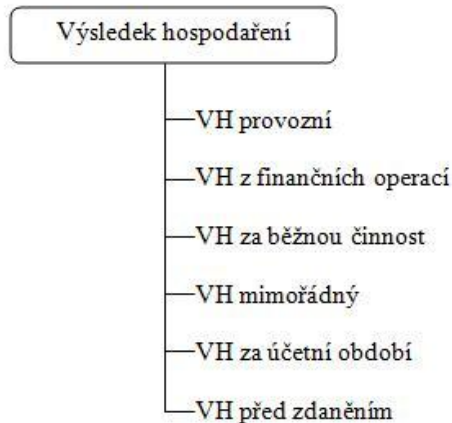 Výsledek hospodaření
VH provozní
VH z finančních operací
VH za běžnou činnost
VH mimořádný
VH za účetní období
VH před zdaněním